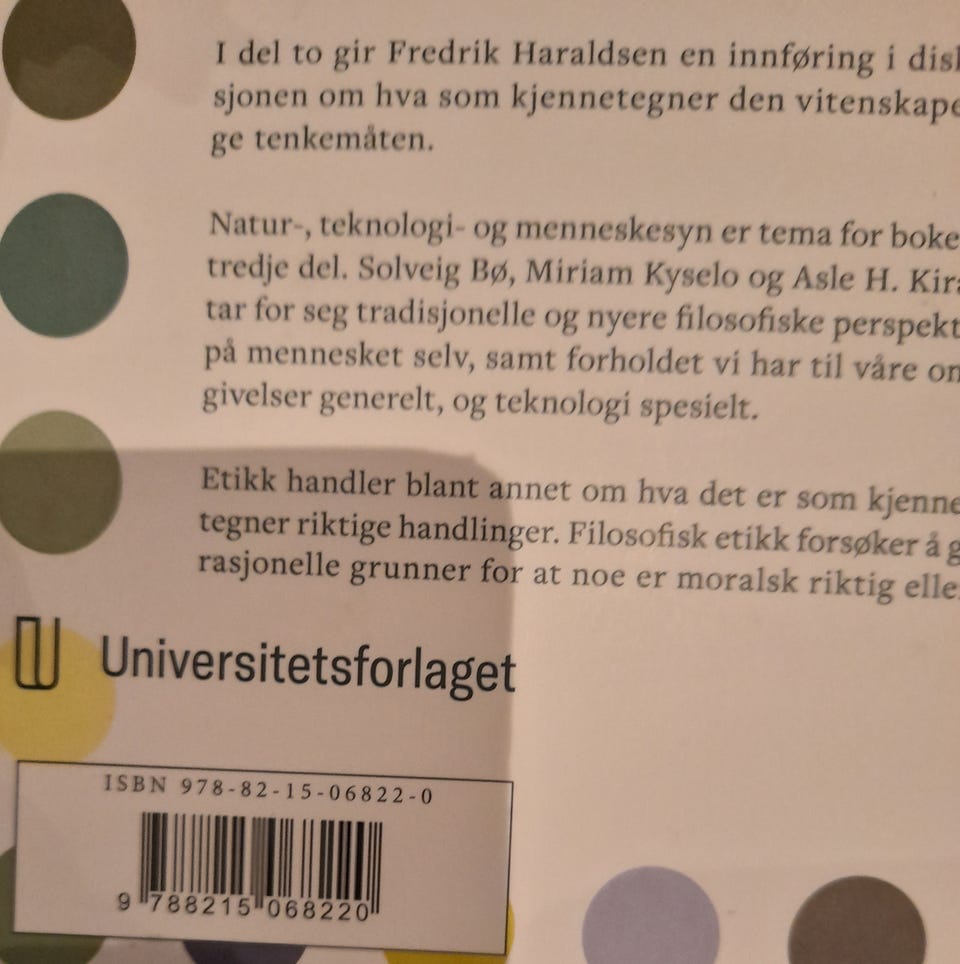 I del to gir Fredrik Haraldsen en innføring i
sjonen om hva som kjennetegner den vitenskape
ge tenkemåten.
Natur-, teknologi- og menneskesyn er tema for boke
tredje del. Solveig Bø, Miriam Kyselo og Asle H.
tar for seg tradisjonelle og nyere filosofiske perspekt
på mennesket selv, samt forholdet vi har til våre om
givelser generelt, og teknologi spesielt.
Etikk handler blant annet om hva det er som kjenne
tegner riktige handlinger. Filosofisk etikk forsøker å g
rasjonelle grunner for at noe er moralsk riktig elle
Universitetsforlaget
ISBN 978-82-15-06822-0
9 788215 068220